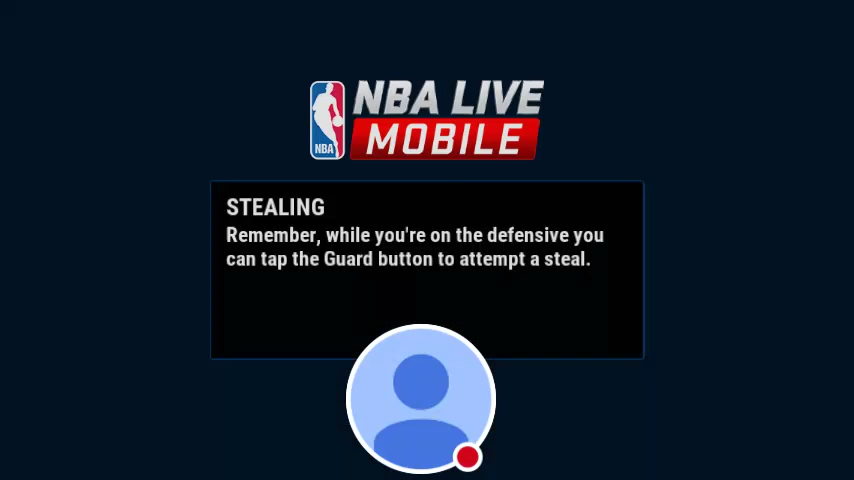 NBA LIVE
MOBILE
NBA
STEALING
Remember, while you're on the defensive you
can tap the Guard button to attempt a steal.